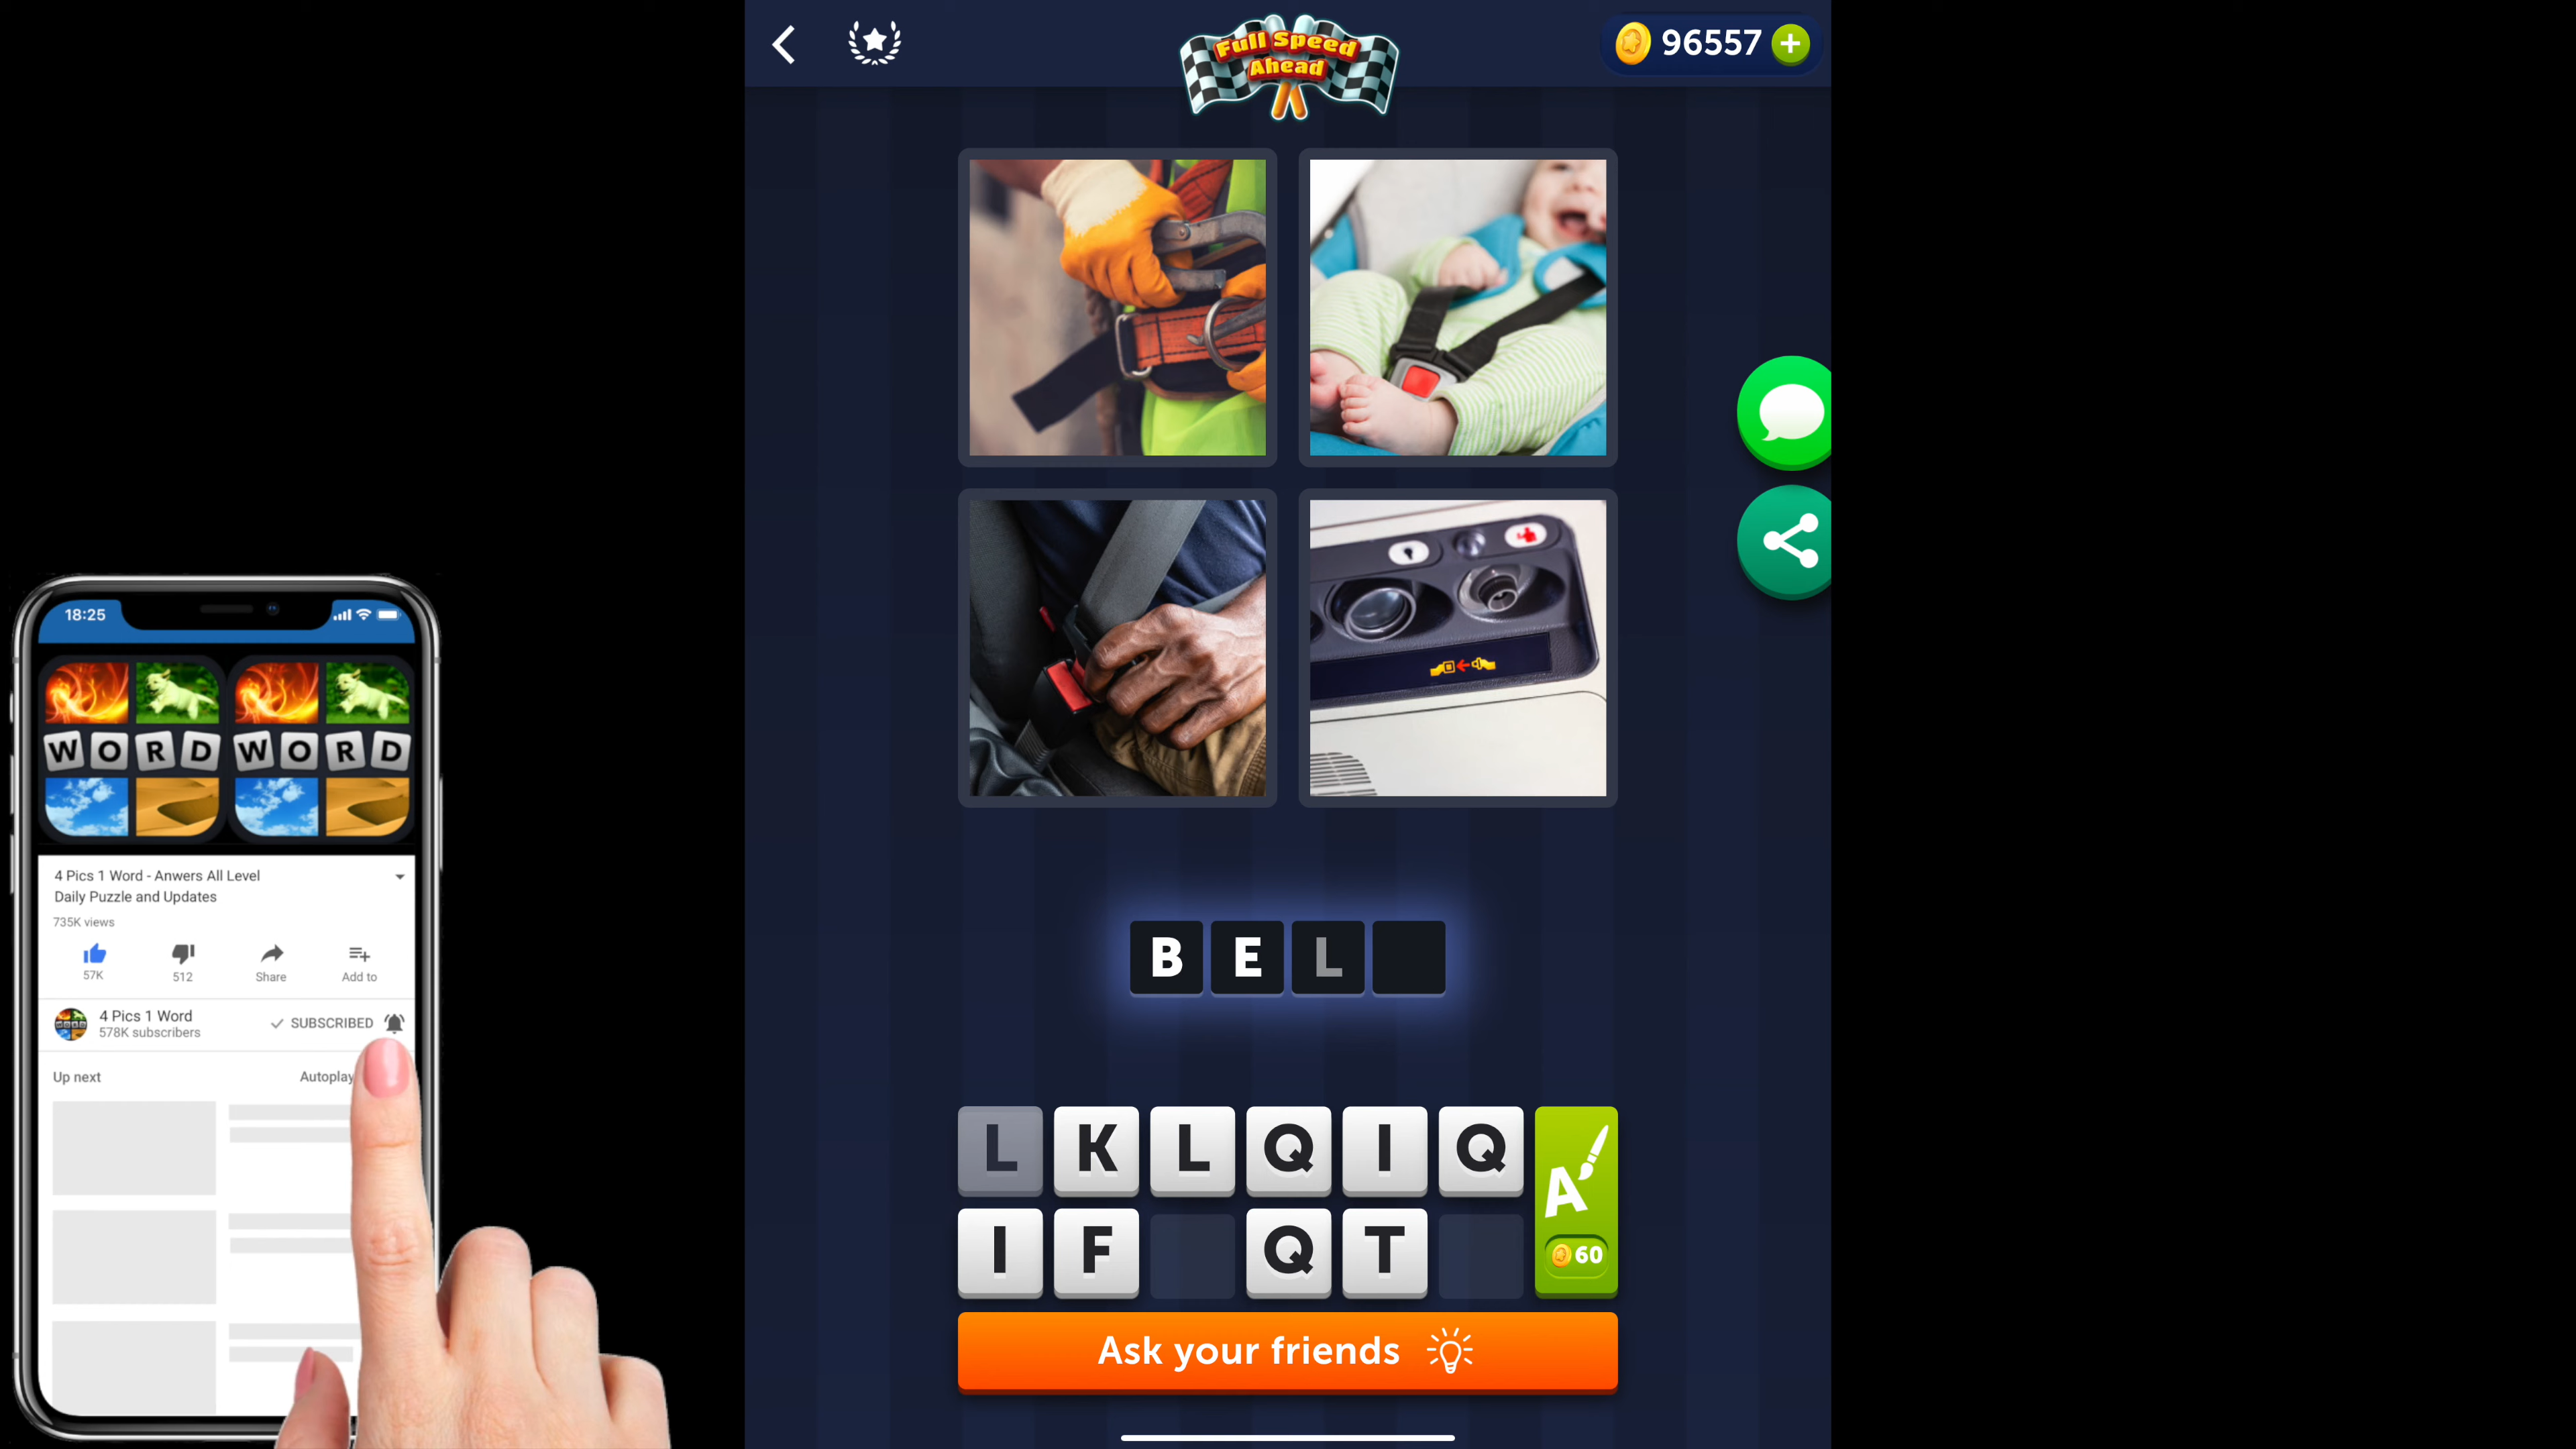 Full Speed
Ahead
96557
18:25
W O R D W O R D
4 Pics 1 Word - Anwers All Level
Daily Puzzle and Updates
735K views
57K 512 Share Add to
4 Pics 1 Word
578K subscribers
SUBSCRIBED
Up next Autoplay
B E L
L K L Q I Q
I F Q T
A
60
Ask your friends